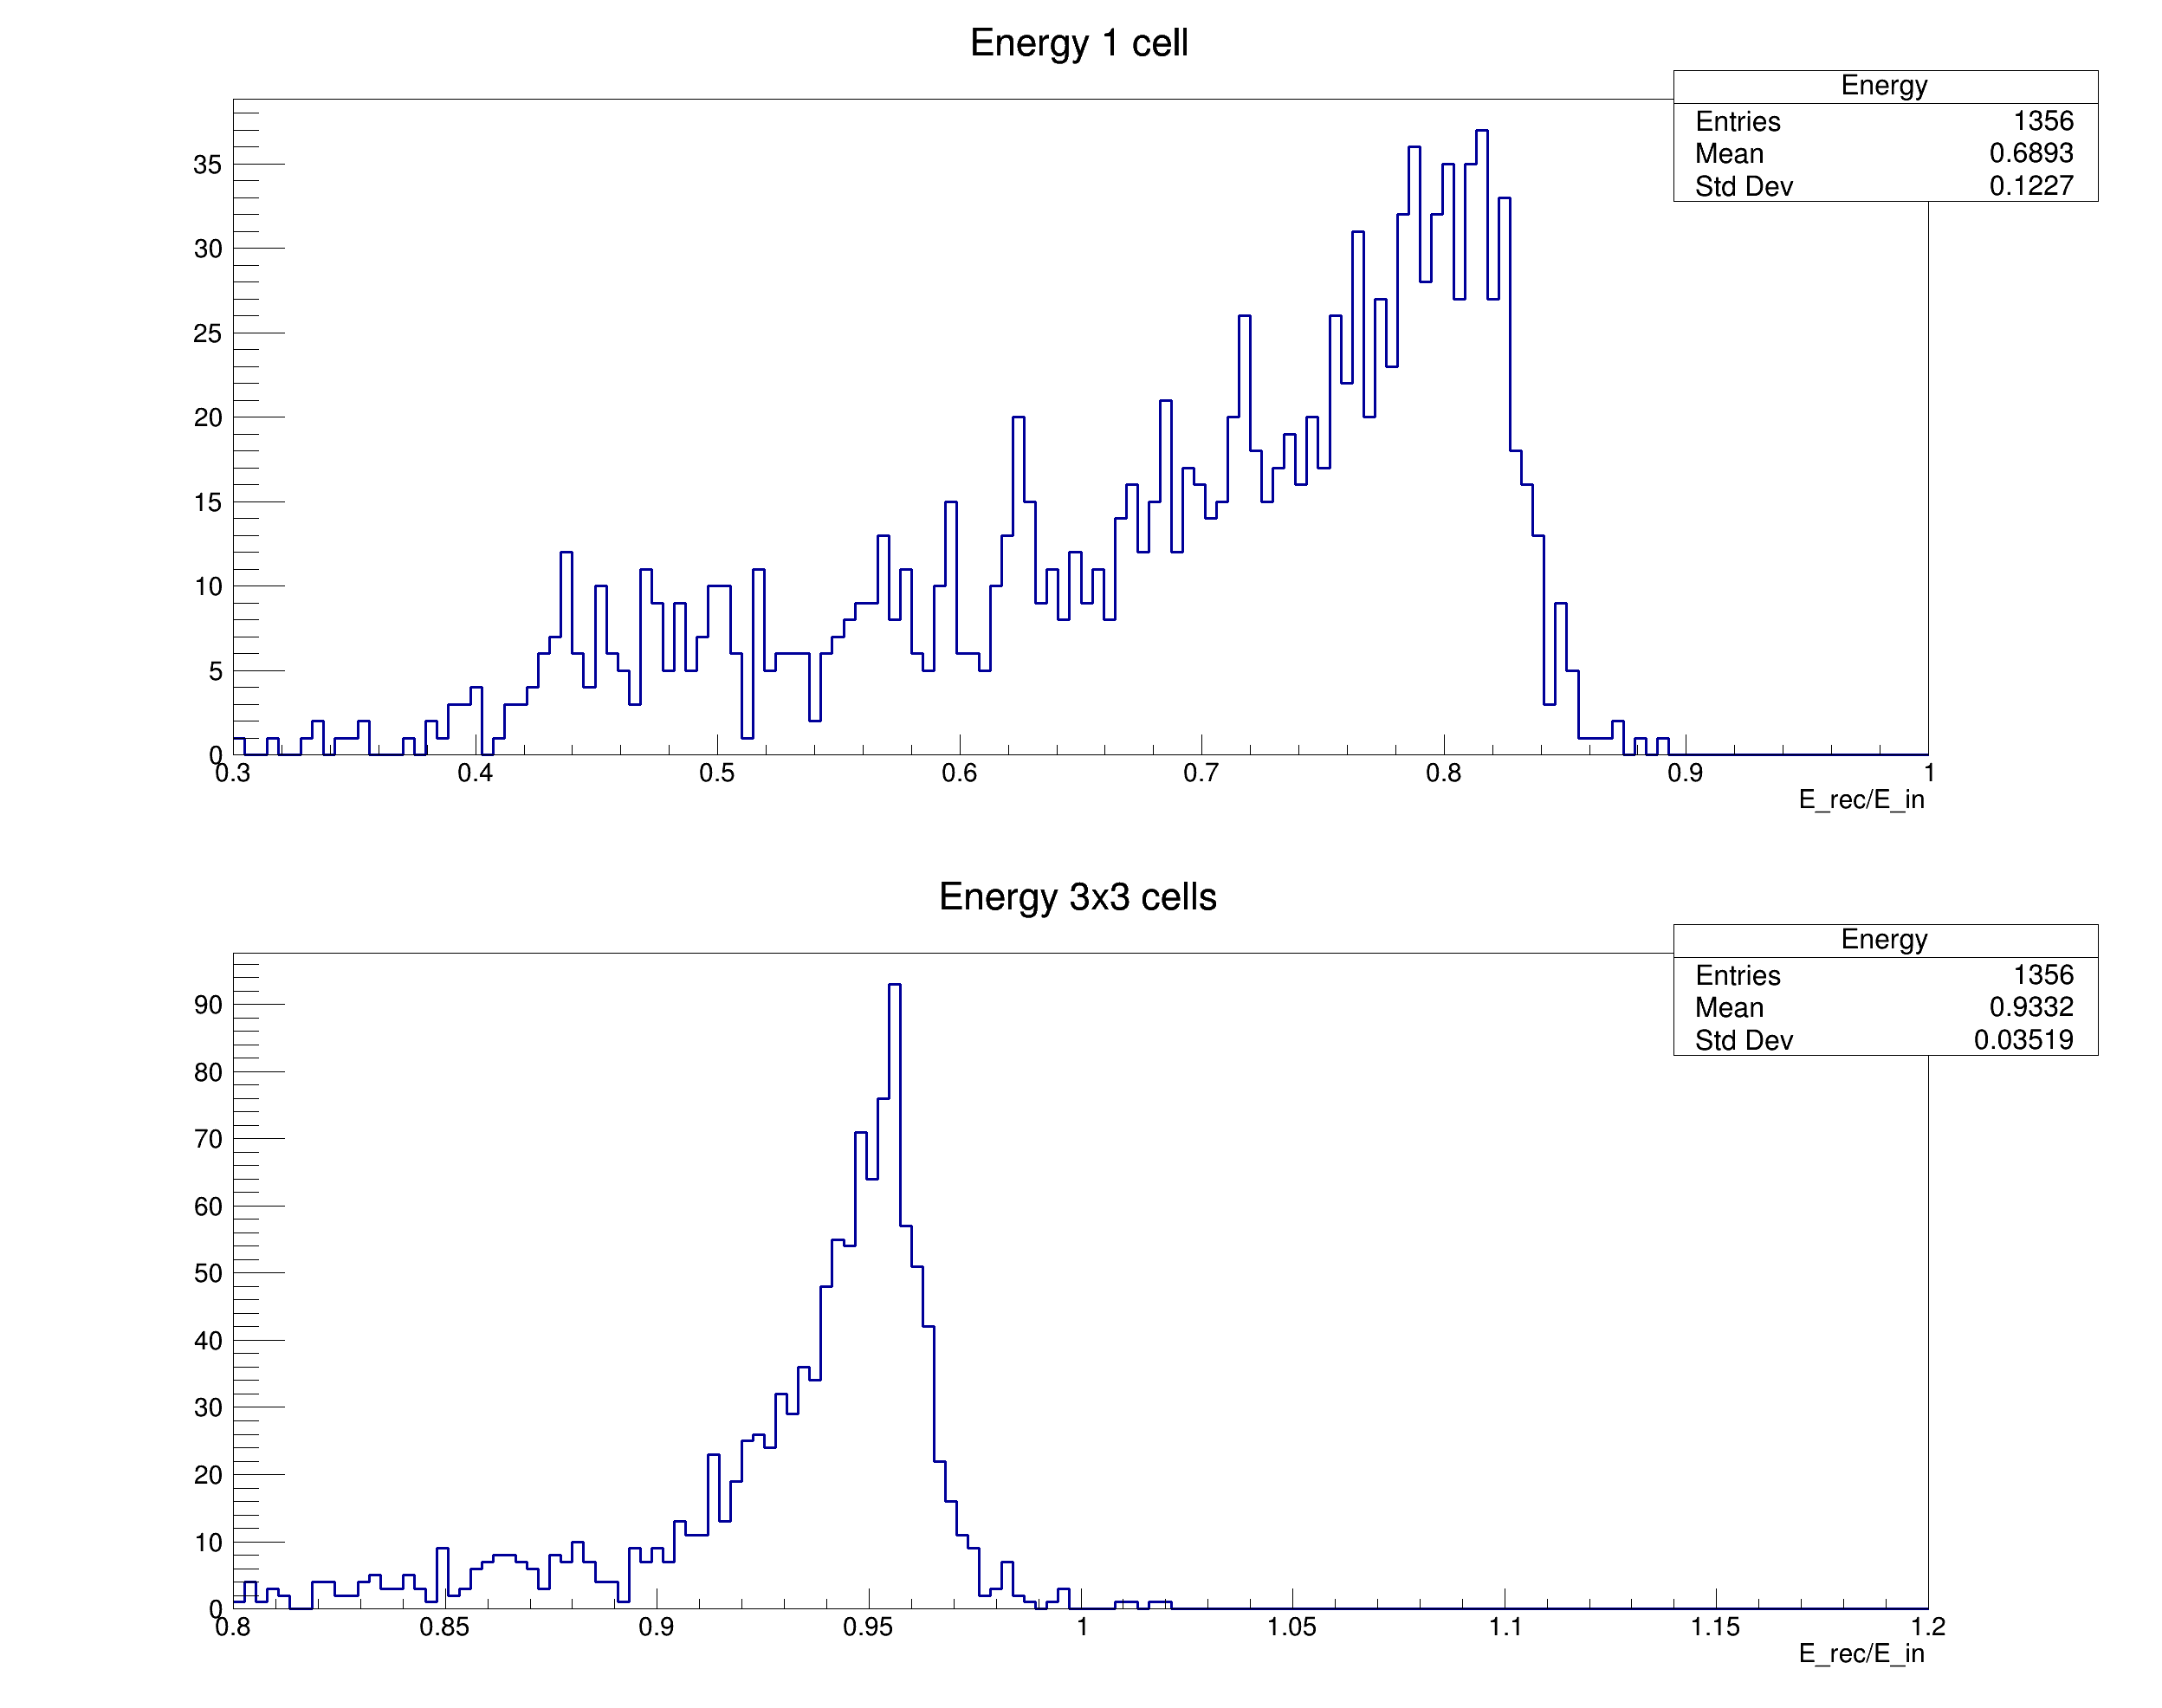 Energy 1 cell
Energy
Entries 1356
Mean 0.6893
Std Dev 0.1227
35
30
25
20
15
10
5
0
0.3 0.4 0.5 0.6 0.7 0.8 0.9 1
E_rec/E_in
Energy 3x3 cells
Energy
Entries 1356
Mean 0.9332
Std Dev 0.03519
90
80
70
60
50
40
30
20
10
0
0.8 0.85 0.9 0.95 1 1.05 1.1 1.15 1.2
E_rec/E_in